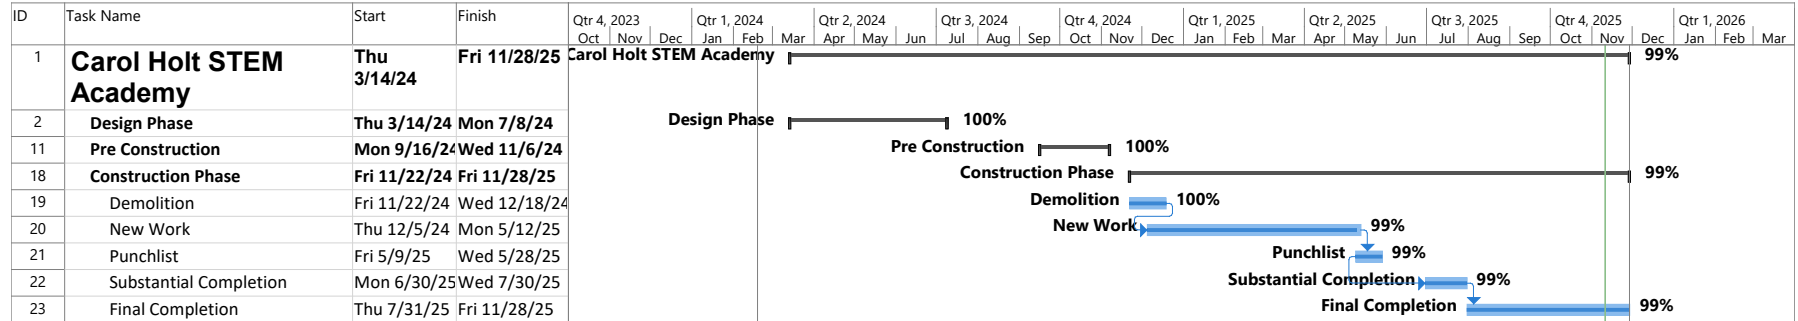 ID Task Name Start Finish Qtr 4, 2023 Qtr 1, 2024 Qtr 2, 2024 Qtr 3, 2024 Qtr 4, 2024 Qtr 1, 2025 Qtr 2, 2025 Qtr 3, 2025 Qtr 4, 2025 Qtr 1, 2026
Oct Nov Dec Jan Feb Mar Apr May Jun Jul Aug Sep Oct Nov Dec Jan Feb Mar Apr May Jun Jul Aug Sep Oct Nov Dec Jan Feb Mar
1 Carol Holt STEM Academy Thu 3/14/24 Fri 11/28/25 Carol Holt STEM Academy 99%
2 Design Phase Thu 3/14/24 Mon 7/8/24 Design Phase 100%
11 Pre Construction Mon 9/16/24 Wed 11/6/24 Pre Construction 100%
18 Construction Phase Fri 11/22/24 Fri 11/28/25 Construction Phase 99%
19 Demolition Fri 11/22/24 Wed 12/18/24 Demolition 100%
20 New Work Thu 12/5/24 Mon 5/12/25 New Work 99%
21 Punchlist Fri 5/9/25 Wed 5/28/25 Punchlist 99%
22 Substantial Completion Mon 6/30/25 Wed 7/30/25 Substantial Completion 99%
23 Final Completion Thu 7/31/25 Fri 11/28/25 Final Completion 99%